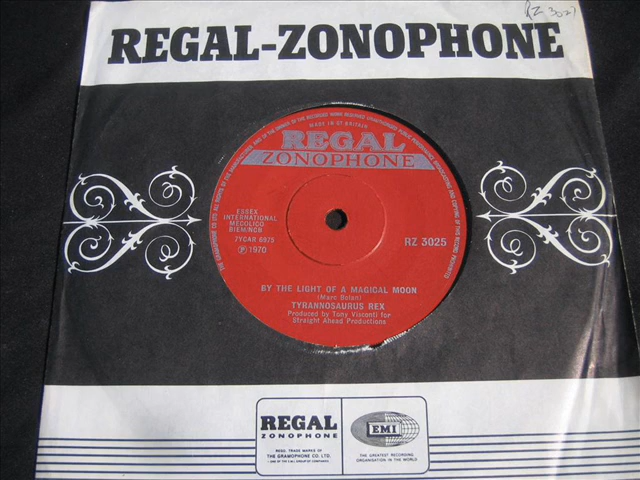 RZ 3027
REGAL-ZONOPHONE
MADE IN GT BRITAIN
REGAL
ZONOPHONE
ESSEX
INTERNATIONAL
MECOLICO
BIEM/NCB
7YCAR 6975
℗ 1970
RZ 3025
BY THE LIGHT OF A MAGICAL MOON
(Marc Bolan)
TYRANNOSAURUS REX
Produced by Tony Visconti for
Straight Ahead Productions
REGAL
ZONOPHONE
REGD. TRADE MARKS OF
THE GRAMOPHONE CO. LTD.
EMI
THE GREATEST RECORDING
ORGANISATION IN THE WORLD